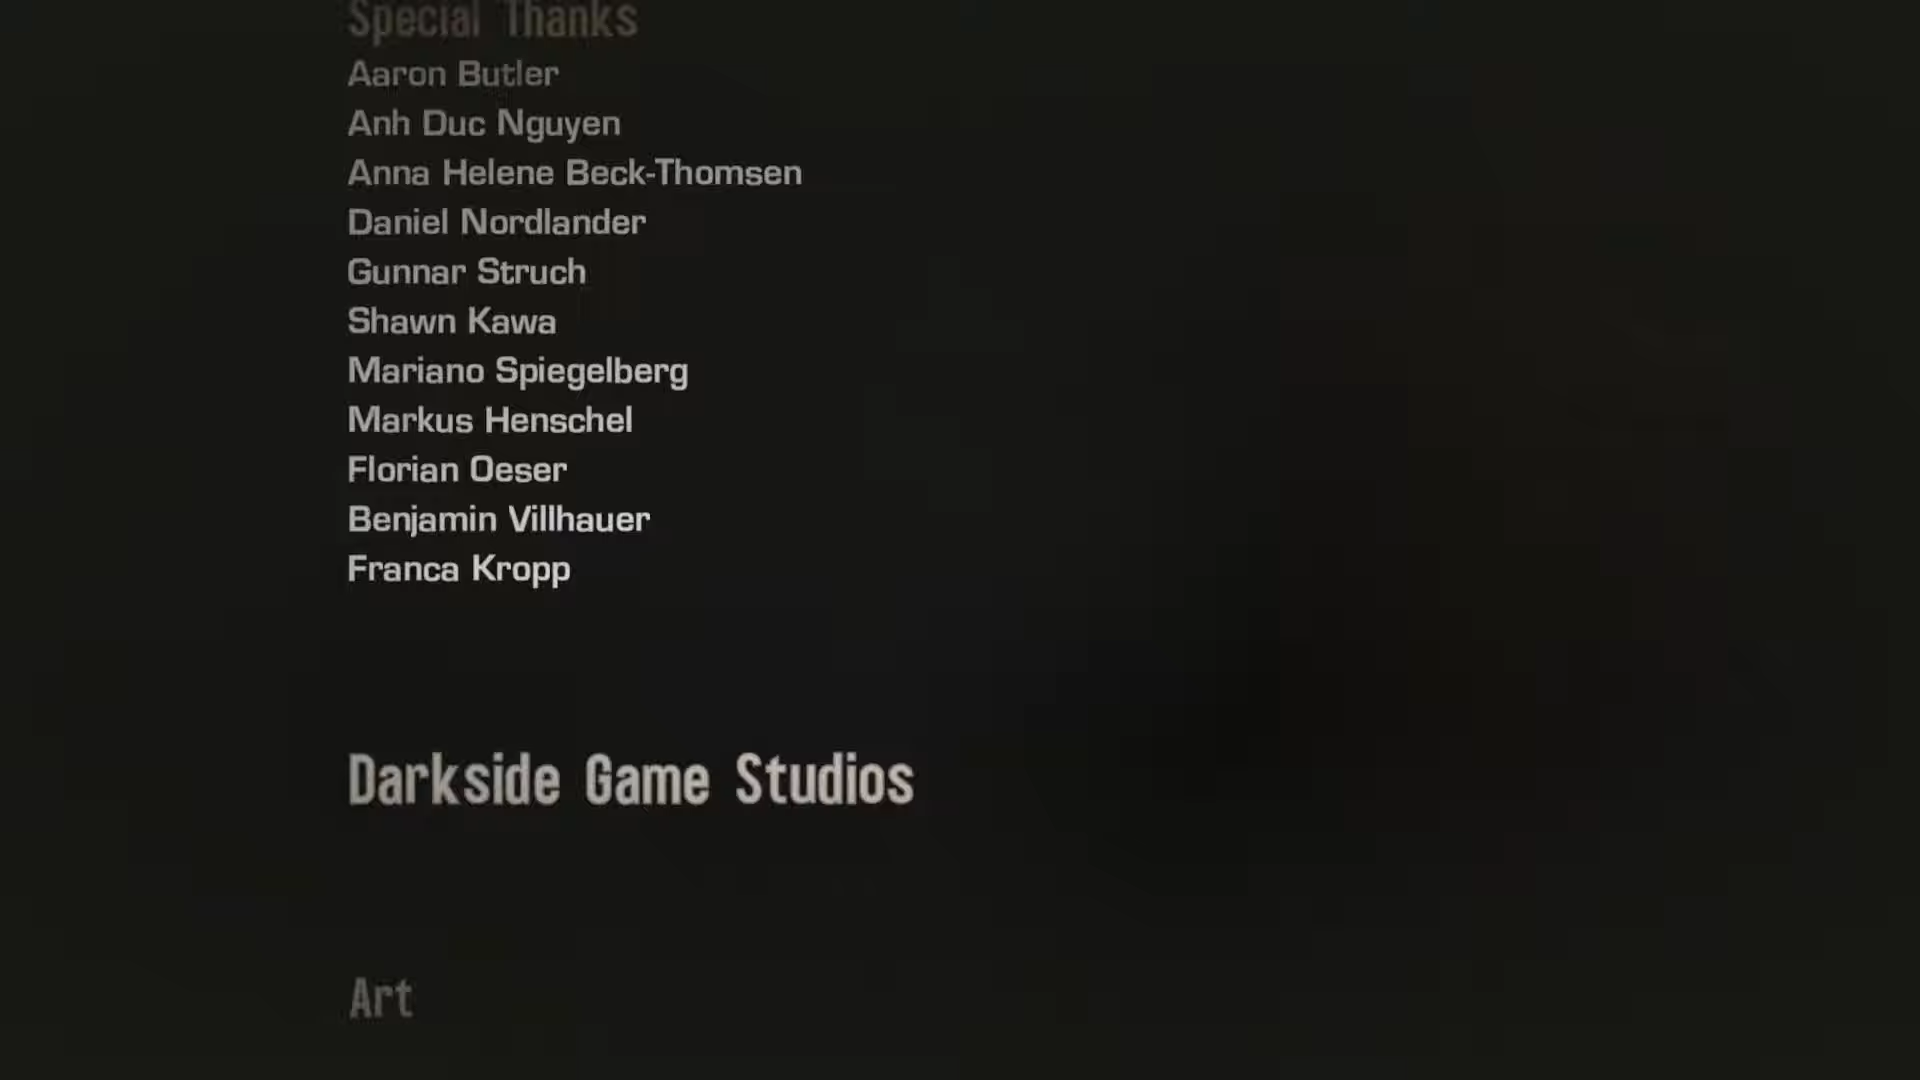 Special Thanks
Aaron Butler
Anh Duc Nguyen
Anna Helene Beck-Thomsen
Daniel Nordlander
Gunnar Struch
Shawn Kawa
Mariano Spiegelberg
Markus Henschel
Florian Oeser
Benjamin Villhauer
Franca Kropp
Darkside Game Studios
Art